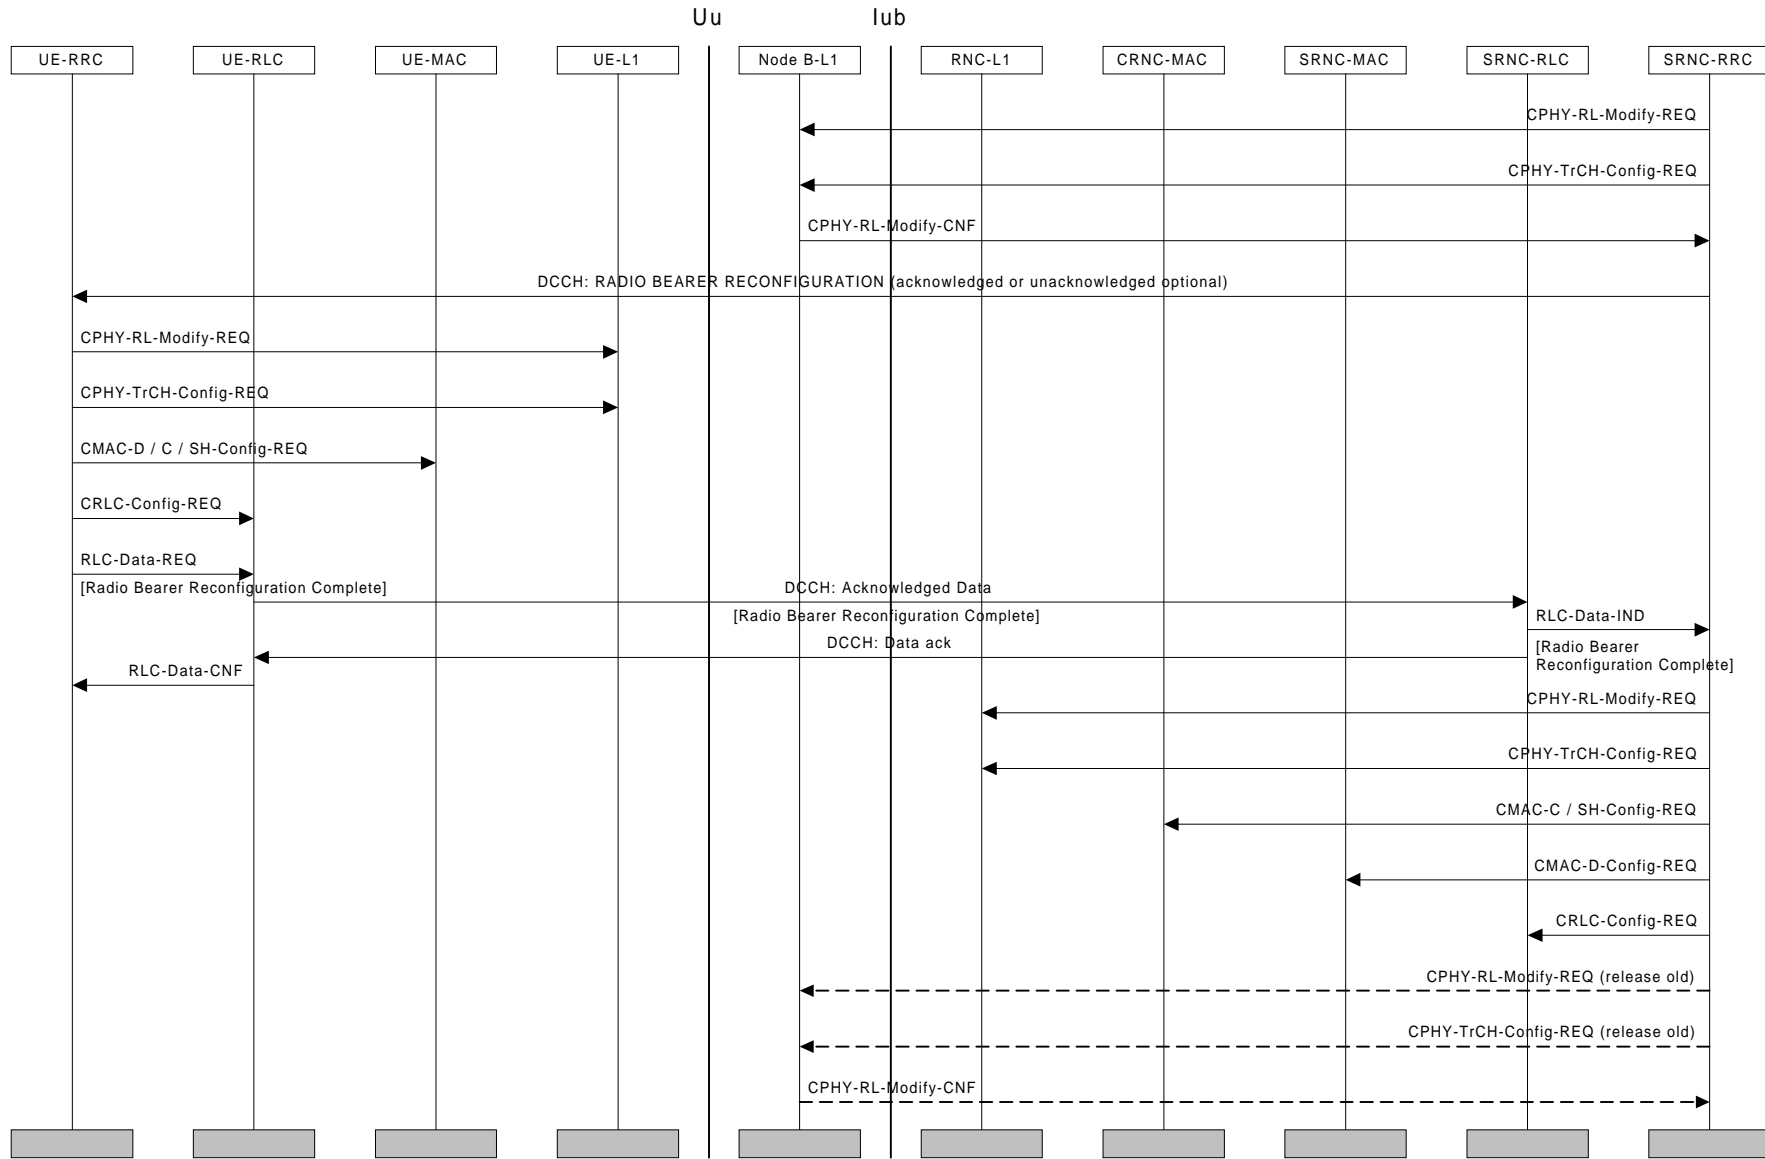 Uu
Iub
UE-RRC
UE-RLC
UE-MAC
UE-L1
Node B-L1
RNC-L1
CRNC-MAC
SRNC-MAC
SRNC-RLC
SRNC-RRC
CPHY-RL-Modify-REQ
CPHY-TrCH-Config-REQ
CPHY-RL-Modify-CNF
DCCH: RADIO BEARER RECONFIGURATION (acknowledged or unacknowledged optional)
CPHY-RL-Modify-REQ
CPHY-TrCH-Config-REQ
CMAC-D / C / SH-Config-REQ
CRLC-Config-REQ
RLC-Data-REQ
[Radio Bearer Reconfiguration Complete]
DCCH: Acknowledged Data
[Radio Bearer Reconfiguration Complete]
RLC-Data-IND
DCCH: Data ack
[Radio Bearer
Reconfiguration Complete]
RLC-Data-CNF
CPHY-RL-Modify-REQ
CPHY-TrCH-Config-REQ
CMAC-C / SH-Config-REQ
CMAC-D-Config-REQ
CRLC-Config-REQ
CPHY-RL-Modify-REQ (release old)
CPHY-TrCH-Config-REQ (release old)
CPHY-RL-Modify-CNF